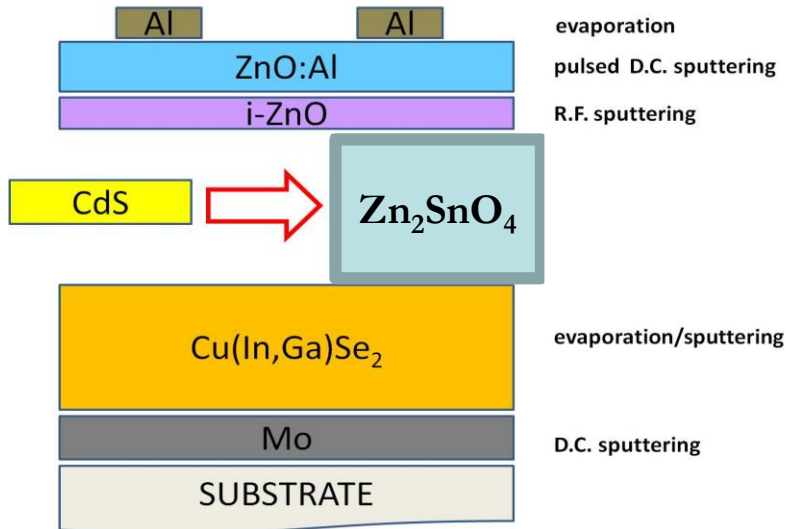 Al Al evaporation
ZnO:Al pulsed D.C. sputtering
i-ZnO R.F. sputtering
CdS Zn₂SnO₄
Cu(In,Ga)Se₂ evaporation/sputtering
Mo D.C. sputtering
SUBSTRATE